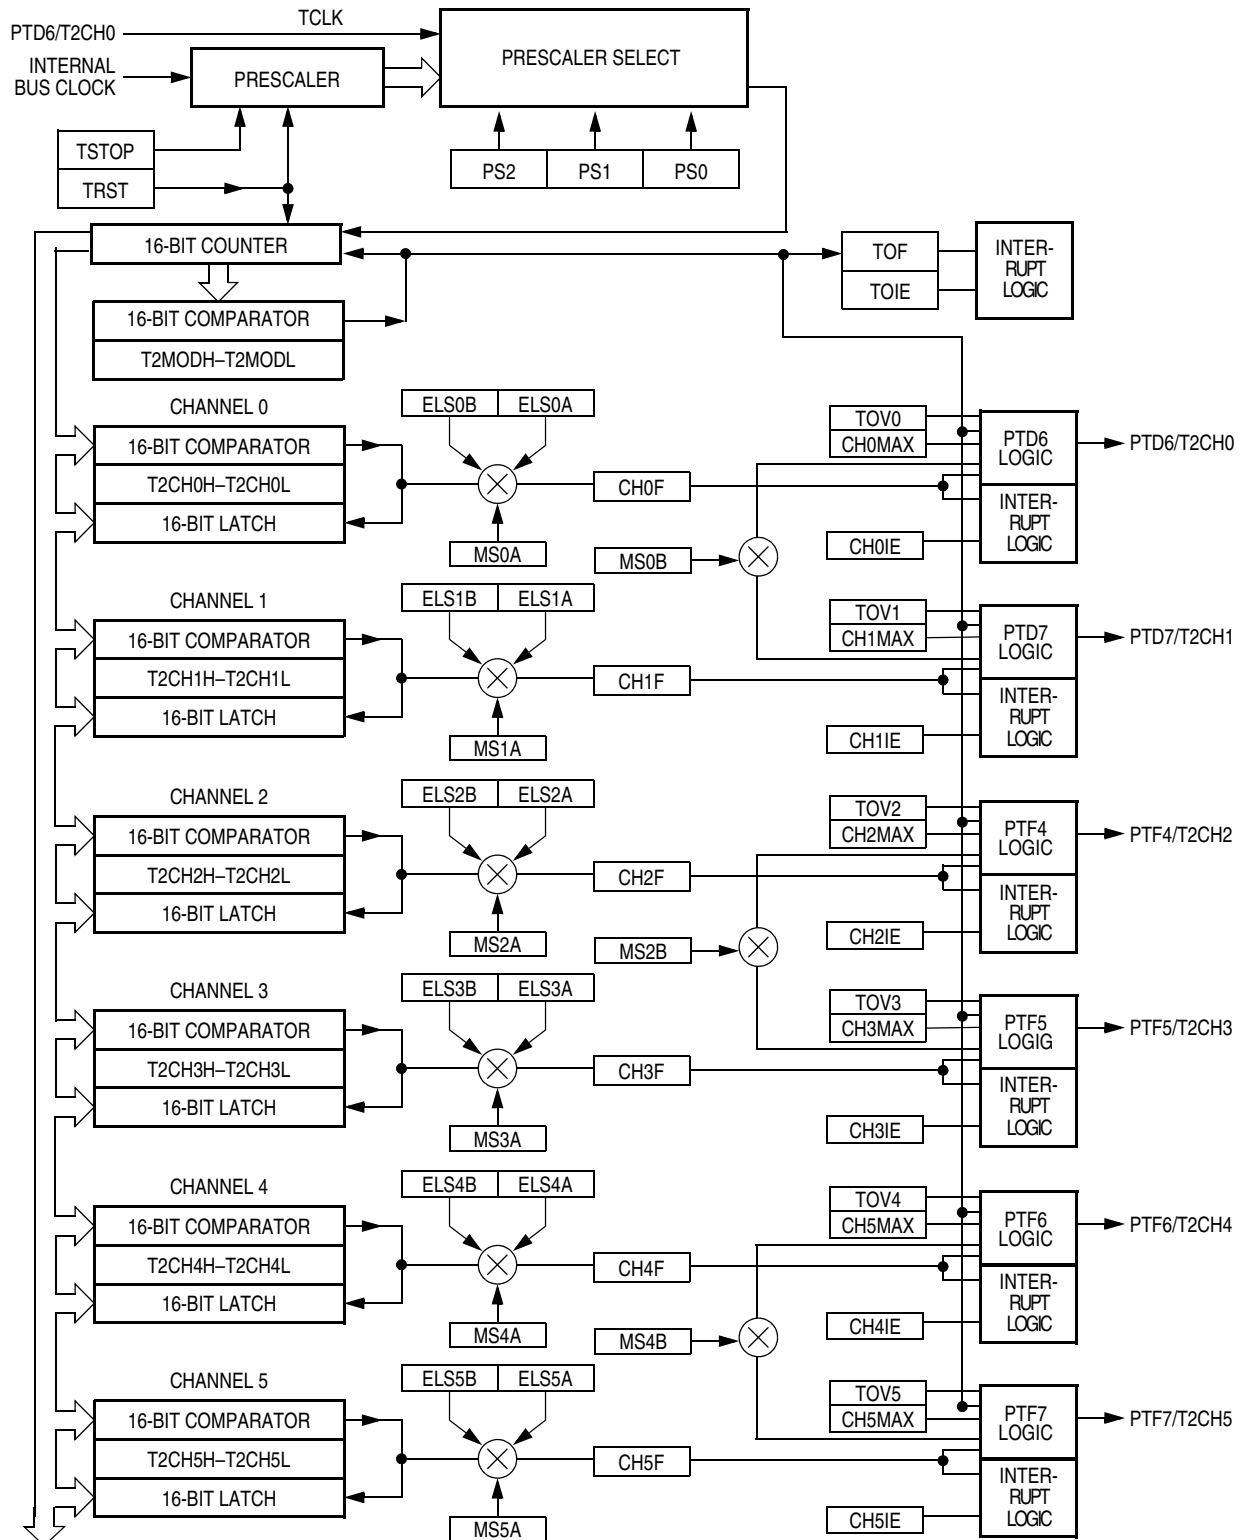 TCLK
PTD6/T2CH0
INTERNAL
BUS CLOCK
PRESCALER
PRESCALER SELECT
TSTOP
TRST
PS2 PS1 PS0
16-BIT COUNTER
TOF
TOIE
INTER-
RUPT
LOGIC
16-BIT COMPARATOR
T2MODH–T2MODL
CHANNEL 0
16-BIT COMPARATOR
T2CH0H–T2CH0L
16-BIT LATCH
ELS0B ELS0A
MS0A
CH0F
MS0B
TOV0
CH0MAX
CH0IE
PTD6
LOGIC
INTER-
RUPT
LOGIC
PTD6/T2CH0
CHANNEL 1
16-BIT COMPARATOR
T2CH1H–T2CH1L
16-BIT LATCH
ELS1B ELS1A
MS1A
CH1F
TOV1
CH1MAX
CH1IE
PTD7
LOGIC
INTER-
RUPT
LOGIC
PTD7/T2CH1
CHANNEL 2
16-BIT COMPARATOR
T2CH2H–T2CH2L
16-BIT LATCH
ELS2B ELS2A
MS2A
CH2F
MS2B
TOV2
CH2MAX
CH2IE
PTF4
LOGIC
INTER-
RUPT
LOGIC
PTF4/T2CH2
CHANNEL 3
16-BIT COMPARATOR
T2CH3H–T2CH3L
16-BIT LATCH
ELS3B ELS3A
MS3A
CH3F
TOV3
CH3MAX
CH3IE
PTF5
LOGIG
INTER-
RUPT
LOGIC
PTF5/T2CH3
CHANNEL 4
16-BIT COMPARATOR
T2CH4H–T2CH4L
16-BIT LATCH
ELS4B ELS4A
MS4A
CH4F
MS4B
TOV4
CH5MAX
CH4IE
PTF6
LOGIC
INTER-
RUPT
LOGIC
PTF6/T2CH4
CHANNEL 5
16-BIT COMPARATOR
T2CH5H–T2CH5L
16-BIT LATCH
ELS5B ELS5A
MS5A
CH5F
TOV5
CH5MAX
CH5IE
PTF7
LOGIC
INTER-
RUPT
LOGIC
PTF7/T2CH5